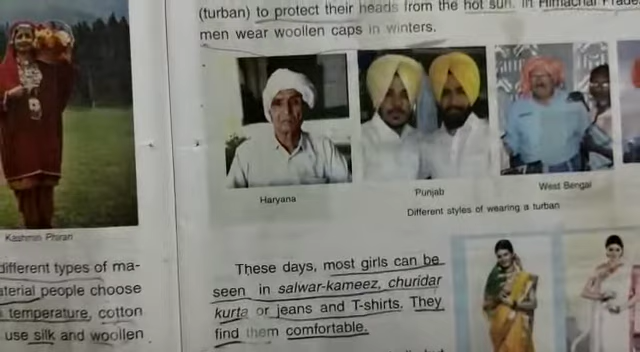 (turban) to protect their heads from the hot sun. In Himachal
men wear woollen caps in winters.
Haryana
Punjab
West Bengal
Different styles of wearing a turban
Kashmiri Phiran
different types of ma-
aterial people choose
temperature, cotton
use silk and woollen
These days, most girls can be
seen in salwar-kameez, churidar
kurta or jeans and T-shirts. They
find them comfortable.